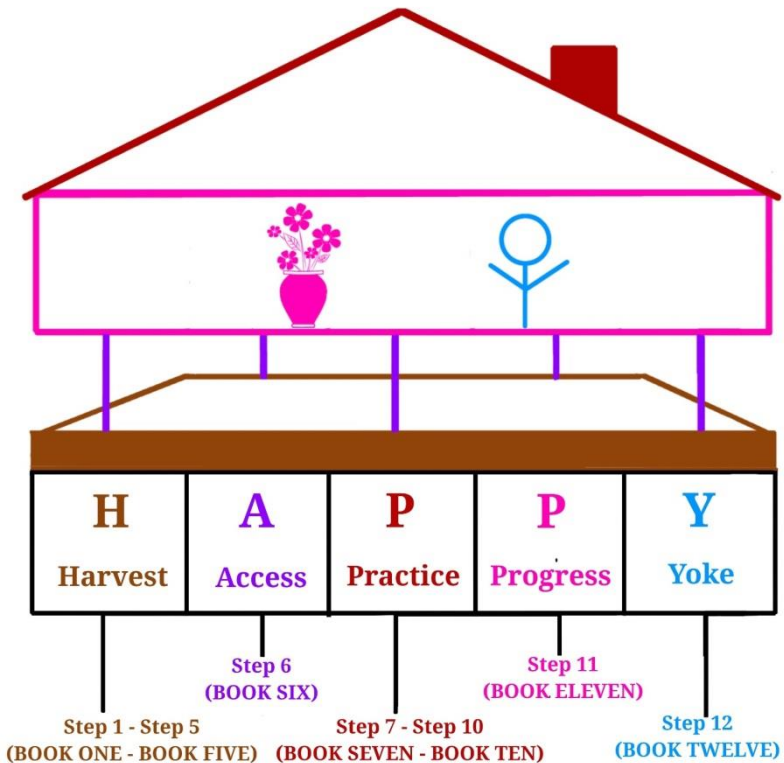 H A P P Y
Harvest Access Practice Progress Yoke
Step 6
(BOOK SIX)
Step 11
(BOOK ELEVEN)
Step 1 - Step 5
(BOOK ONE - BOOK FIVE)
Step 7 - Step 10
(BOOK SEVEN - BOOK TEN)
Step 12
(BOOK TWELVE)